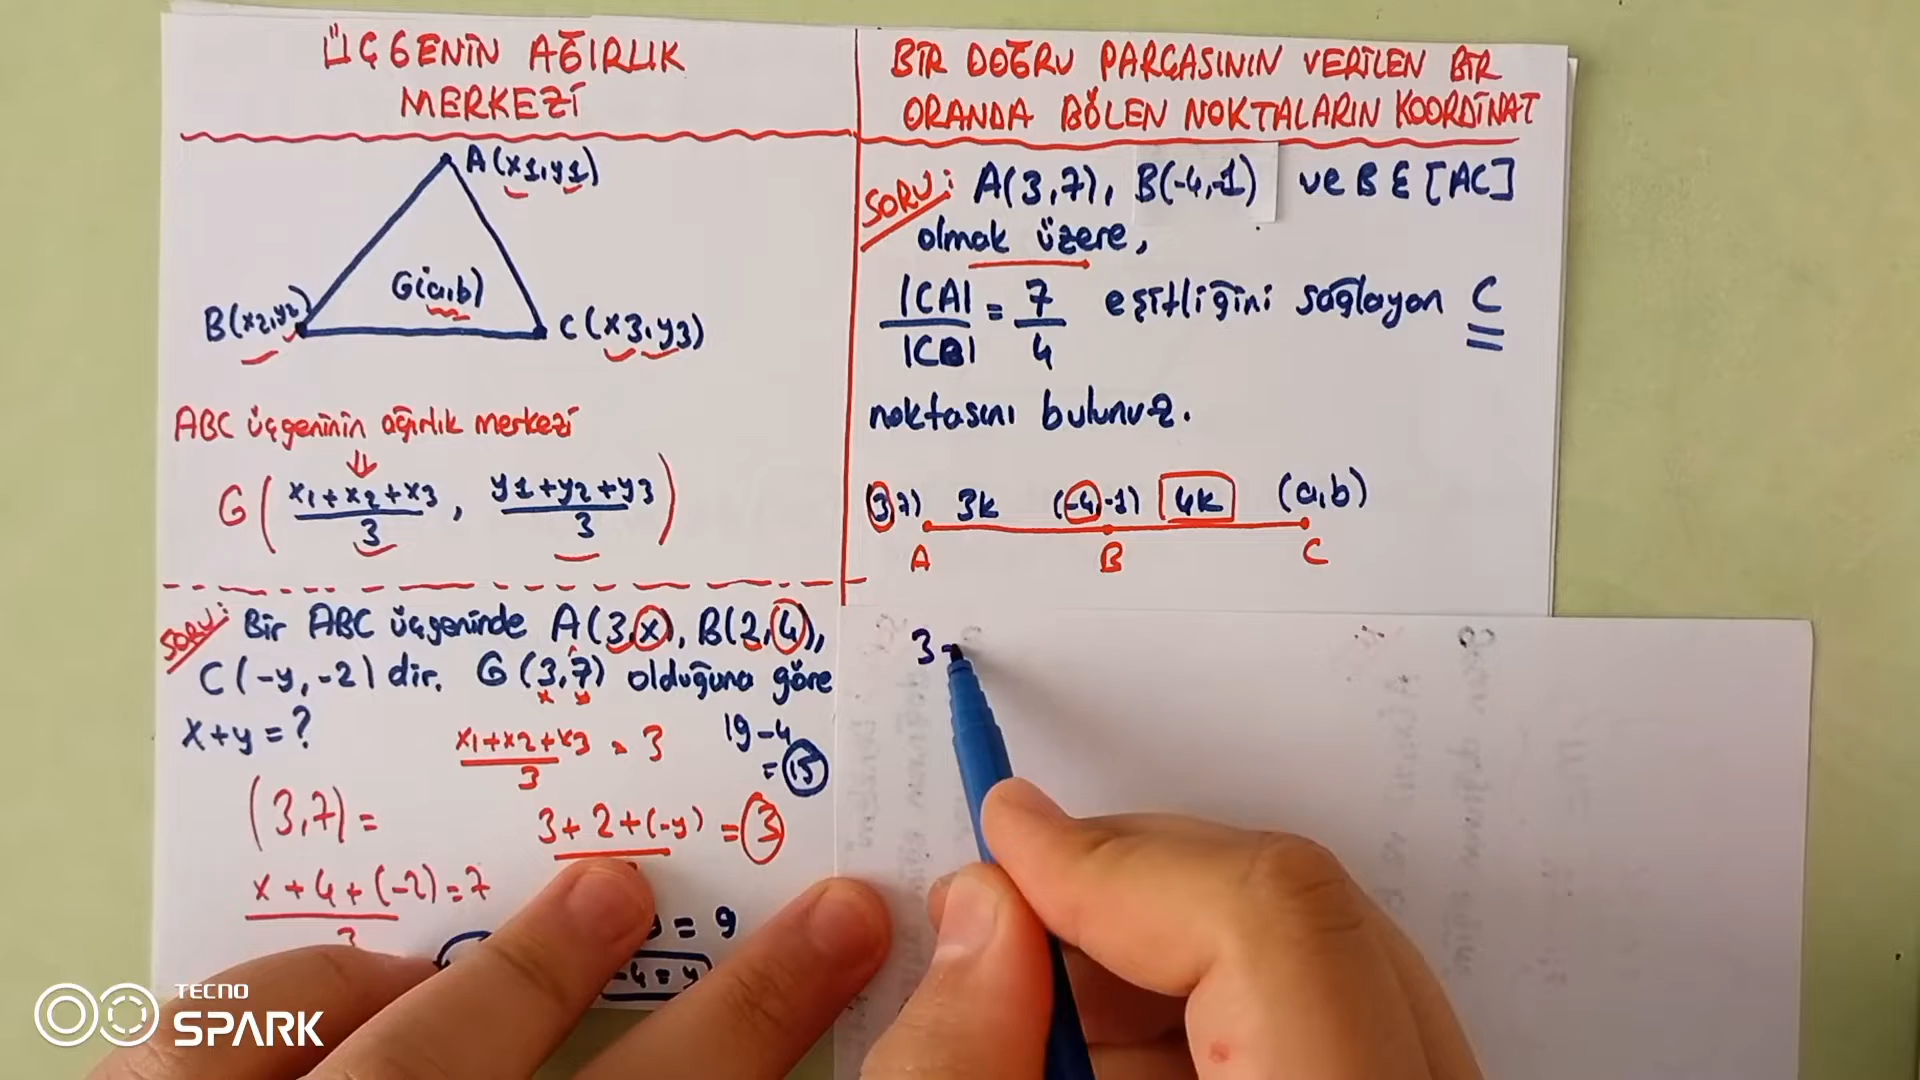 ÜÇGENİN AĞIRLIK
MERKEZİ
A(x1,y1)
G(a,b)
B(x2,y2)
C(x3,y3)
ABC üçgeninin ağırlık merkezi
⇓
G( x1+x2+x3/3 , y1+y2+y3/3 )
SORU: Bir ABC üçgeninde A(3,x), B(2,4),
C(-y,-2) dir. G(3,7) olduğuna göre
x y
x+y=?
x1+x2+x3/3 = 3
19-4
=15
(3,7)=
3+2+(-y) = 3
x+4+(-2)/3 = 7
= 9
-4=y
BİR DOĞRU PARÇASININ VERİLEN BİR
ORANDA BÖLEN NOKTALARIN KOORDİNAT
SORU: A(3,7), B(-4,-1) ve B ∈ [AC]
olmak üzere,
|CA|/|CB| = 7/4 eşitliğini sağlayan C
noktasını bulunuz.
(3,7) 3k (-4,-1) 4k (a,b)
A B C
3-
TECNO
SPARK